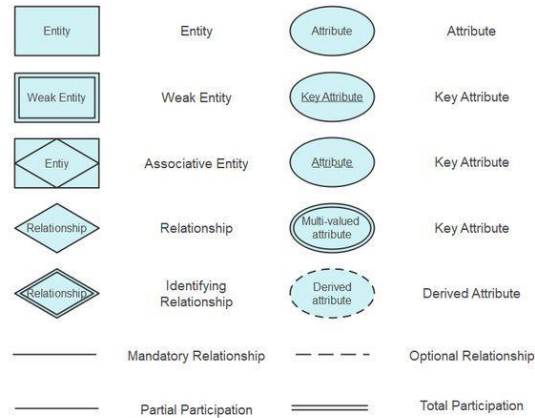 Entity
Entity
Attribute
Attribute
Weak Entity
Weak Entity
Key Attribute
Key Attribute
Entiy
Associative Entity
Attribute
Key Attribute
Relationship
Relationship
Multi-valued
attribute
Key Attribute
Relationship
Identifying
Relationship
Derived
attribute
Derived Attribute
Mandatory Relationship
Optional Relationship
Partial Participation
Total Participation